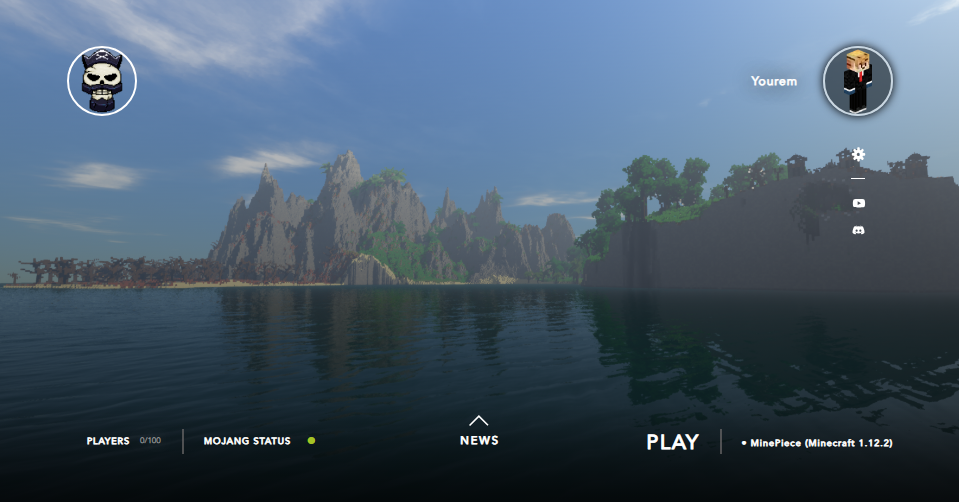 Yourem
PLAYERS 0/100
MOJANG STATUS
NEWS
PLAY
• MinePiece (Minecraft 1.12.2)